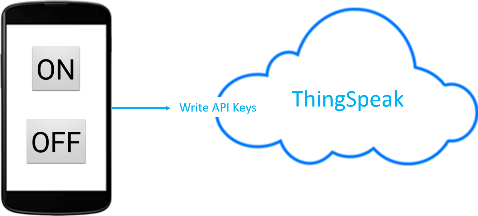 ON
OFF
Write API Keys
ThingSpeak